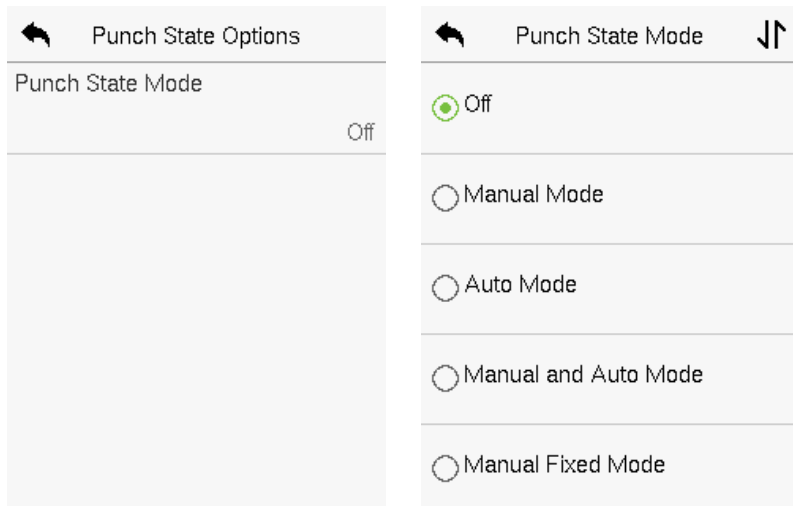 Punch State Options
Punch State Mode
Off
Punch State Mode
Off
Manual Mode
Auto Mode
Manual and Auto Mode
Manual Fixed Mode